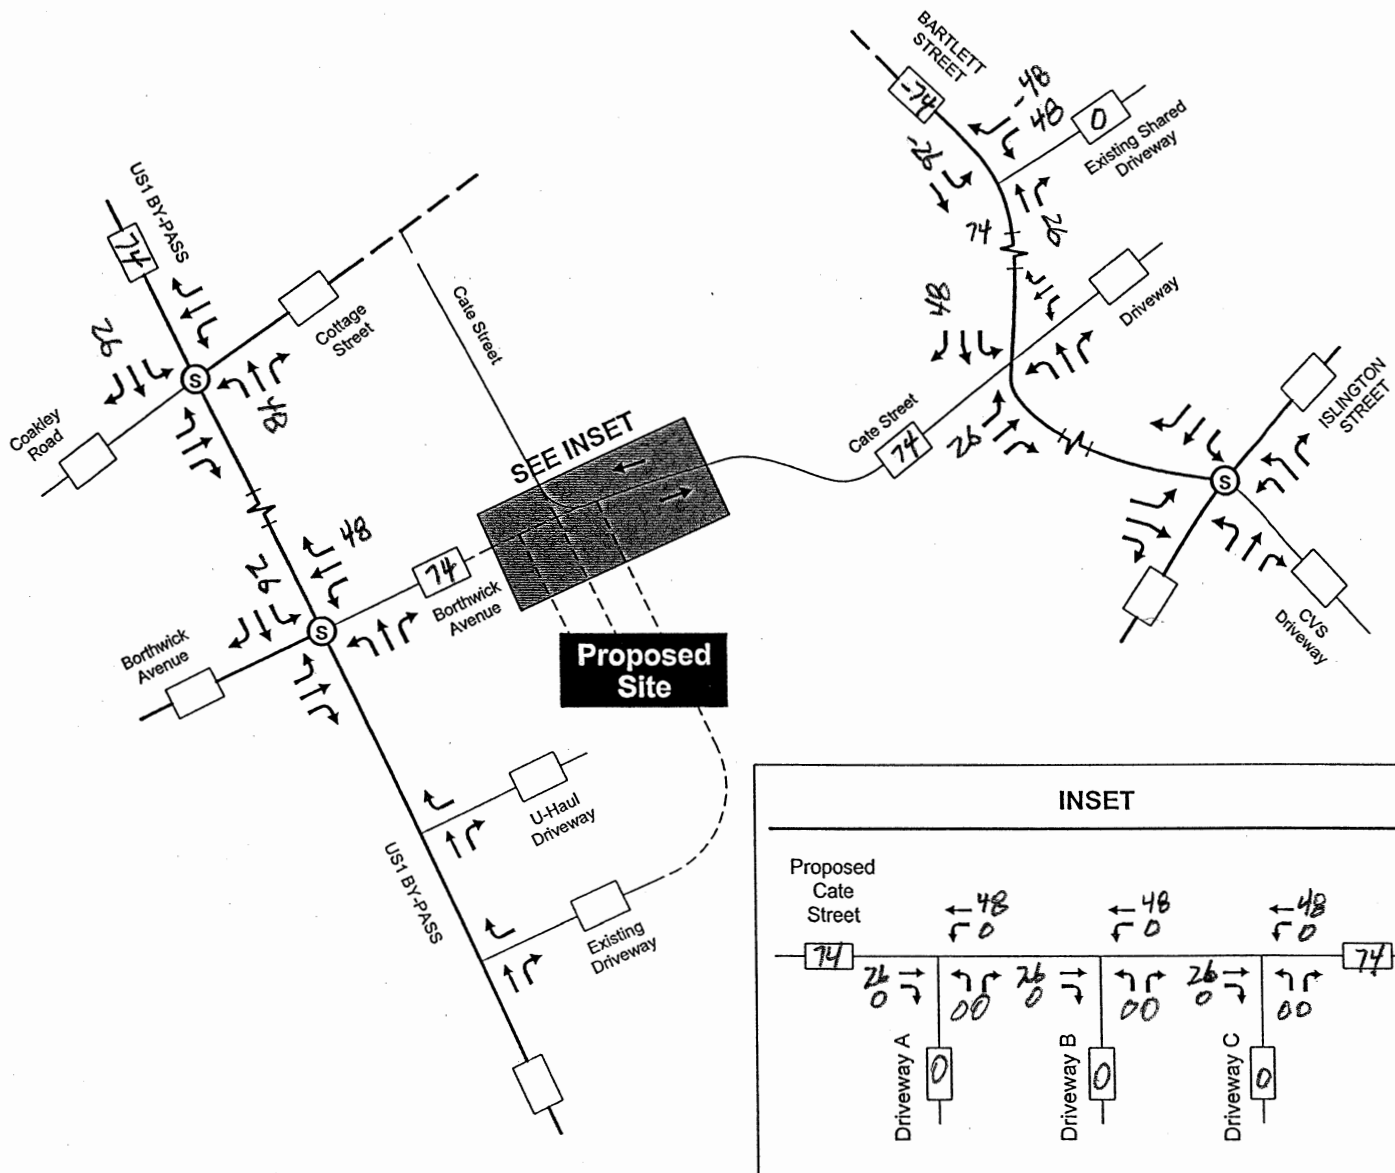 BARTLETT
STREET
-74
-48
48
0
Existing Shared
Driveway
-26
26
74
US1 BY-PASS
74
26
Cottage
Street
48
Coakley
Road
Cate Street
48
Driveway
Cate Street
74
26
ISLINGTON
STREET
S
CVS
Driveway
S
SEE INSET
48
26
74
Borthwick
Avenue
S
Borthwick
Avenue
Proposed
Site
U-Haul
Driveway
US1 BY-PASS
Existing
Driveway
INSET
Proposed
Cate
Street
48
0
48
0
48
0
74
74
26
0
00
26
0
00
26
0
00
Driveway A
0
Driveway B
0
Driveway C
0